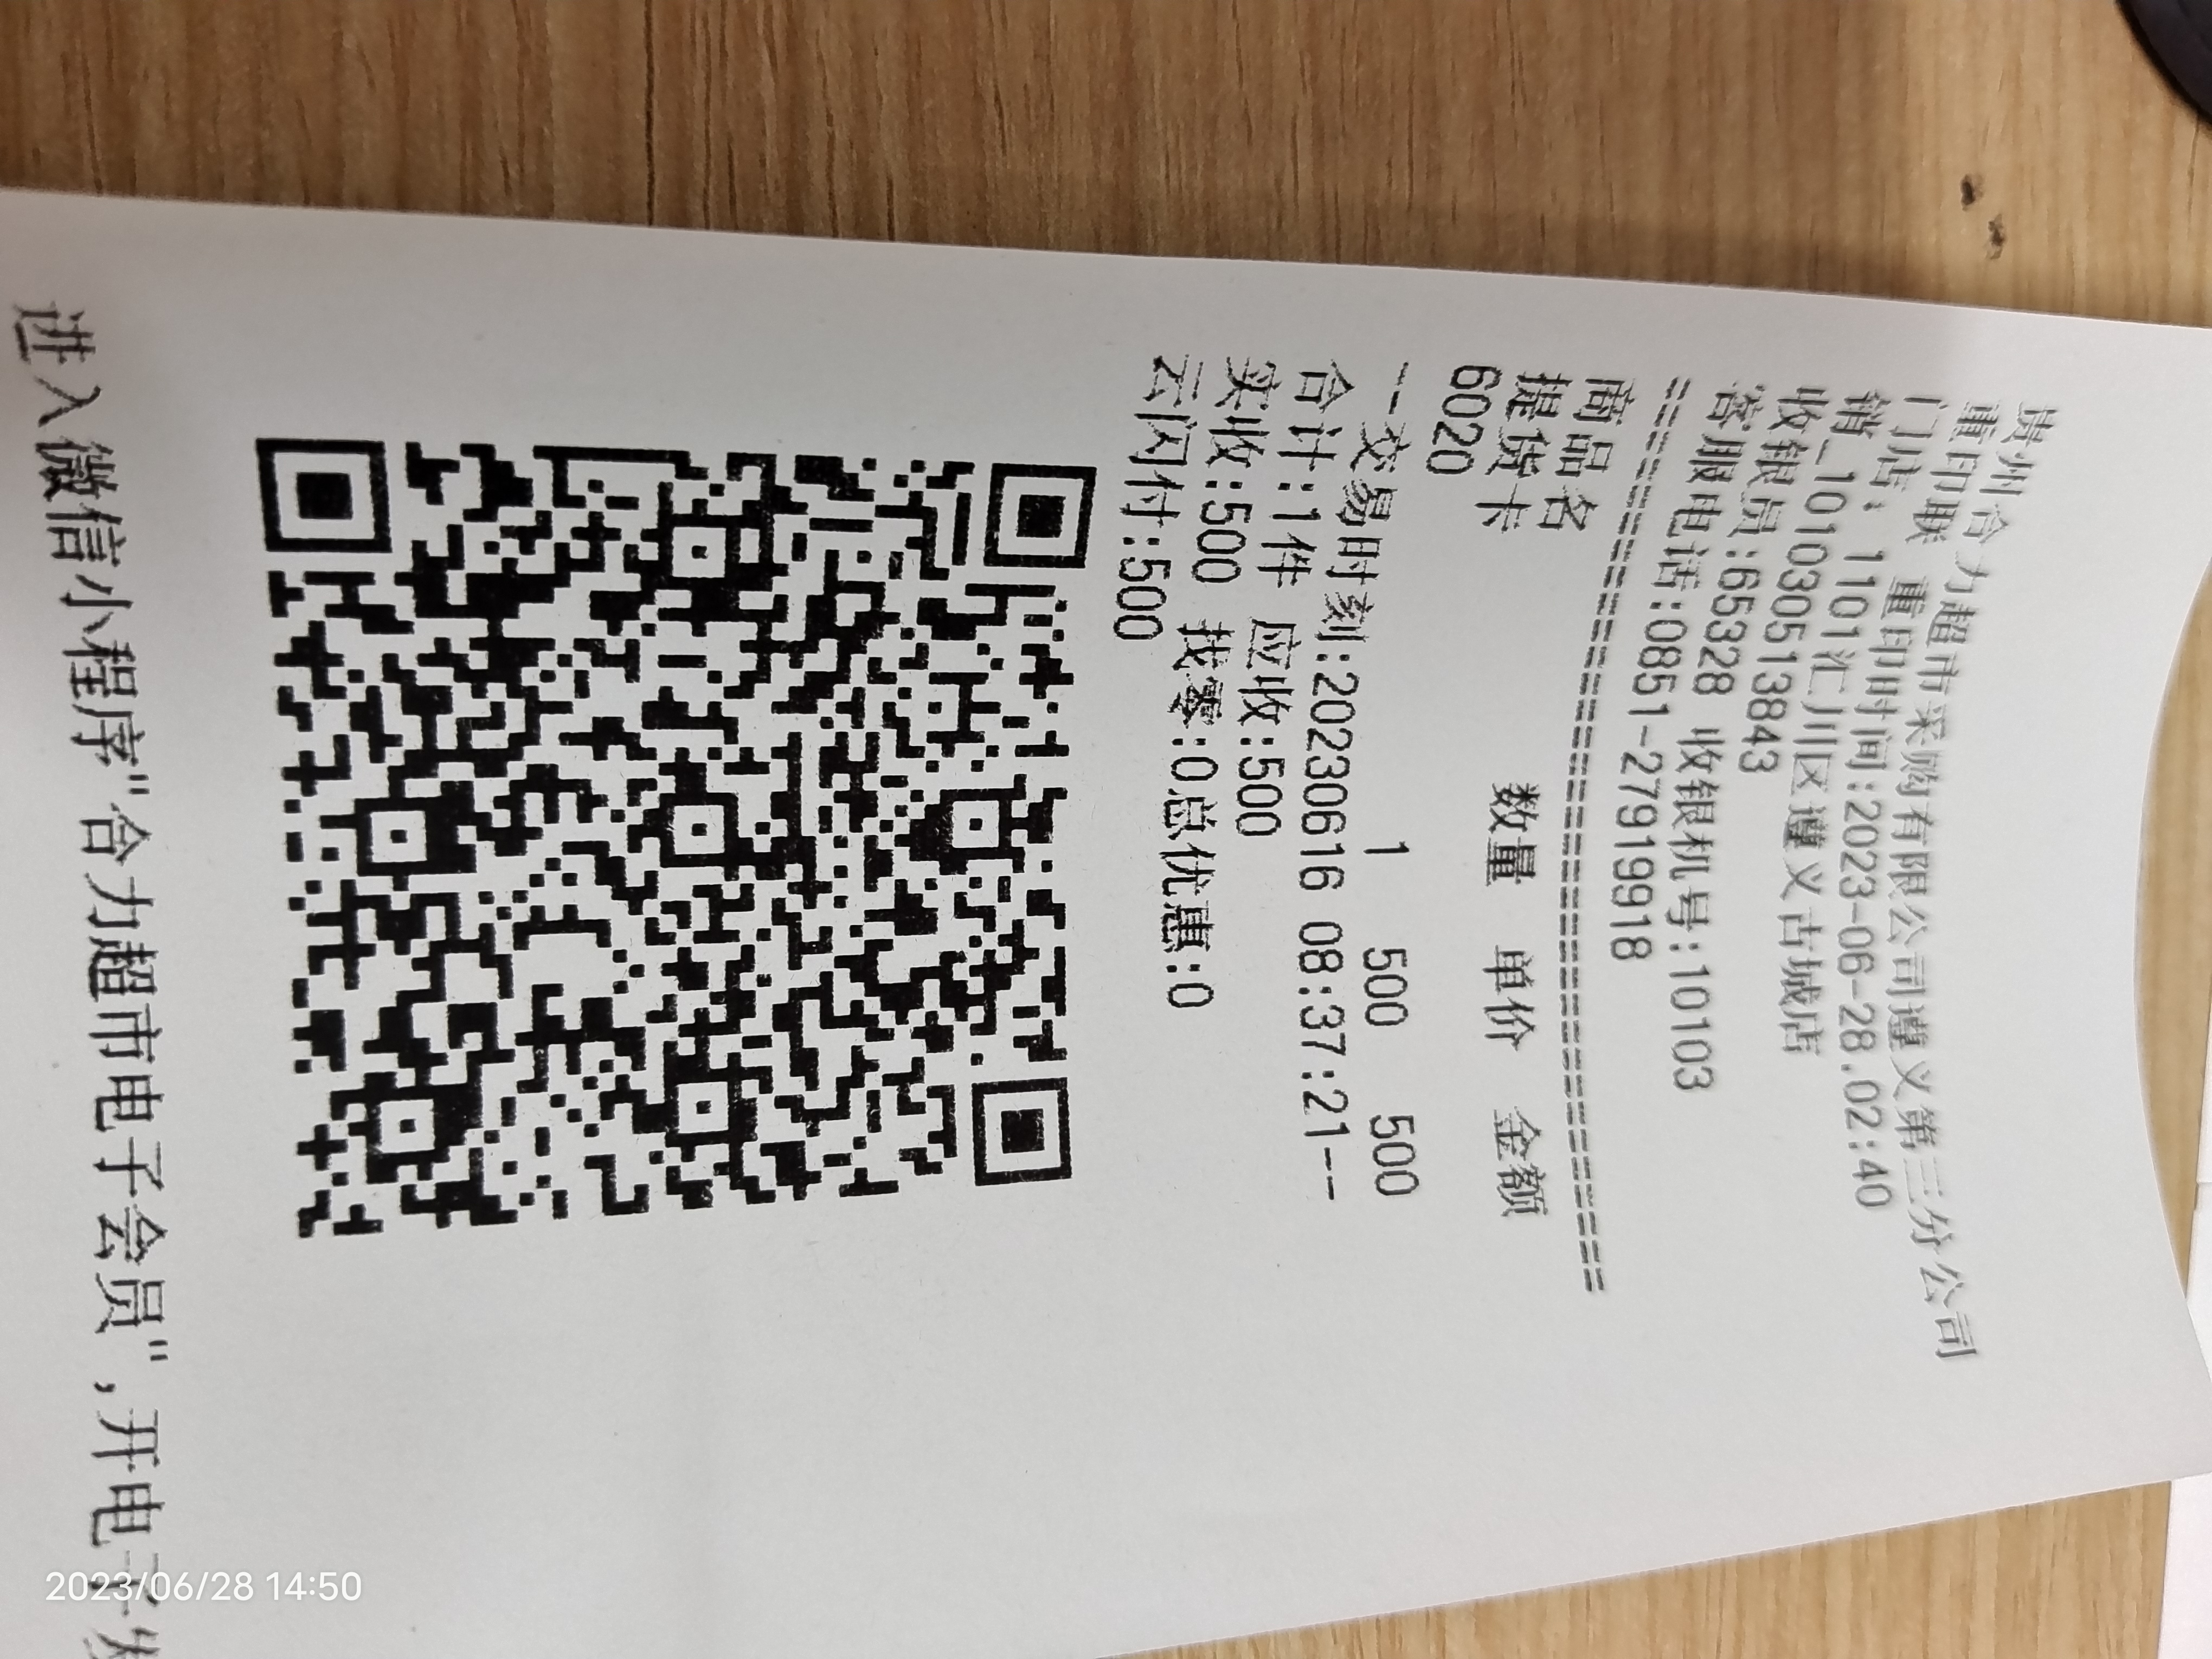 贵州合力超市采购有限公司遵义第三分公司
重印联 重印时间:2023-06-28.02:40
门店: 1101汇川区遵义古城店
销_1010305138843
收银员:65328 收银机号:10103
客服电话:0851-27919918
==========================================
商品名 数量 单价 金额
提货卡
6020 1 500 500
—交易时刻:20230616 08:37:21--
合计:1件 应收:500
实收:500 找零:0总优惠:0
云闪付:500
进入微信小程序"合力超市电子会员",开电子发
2023/06/28 14:50